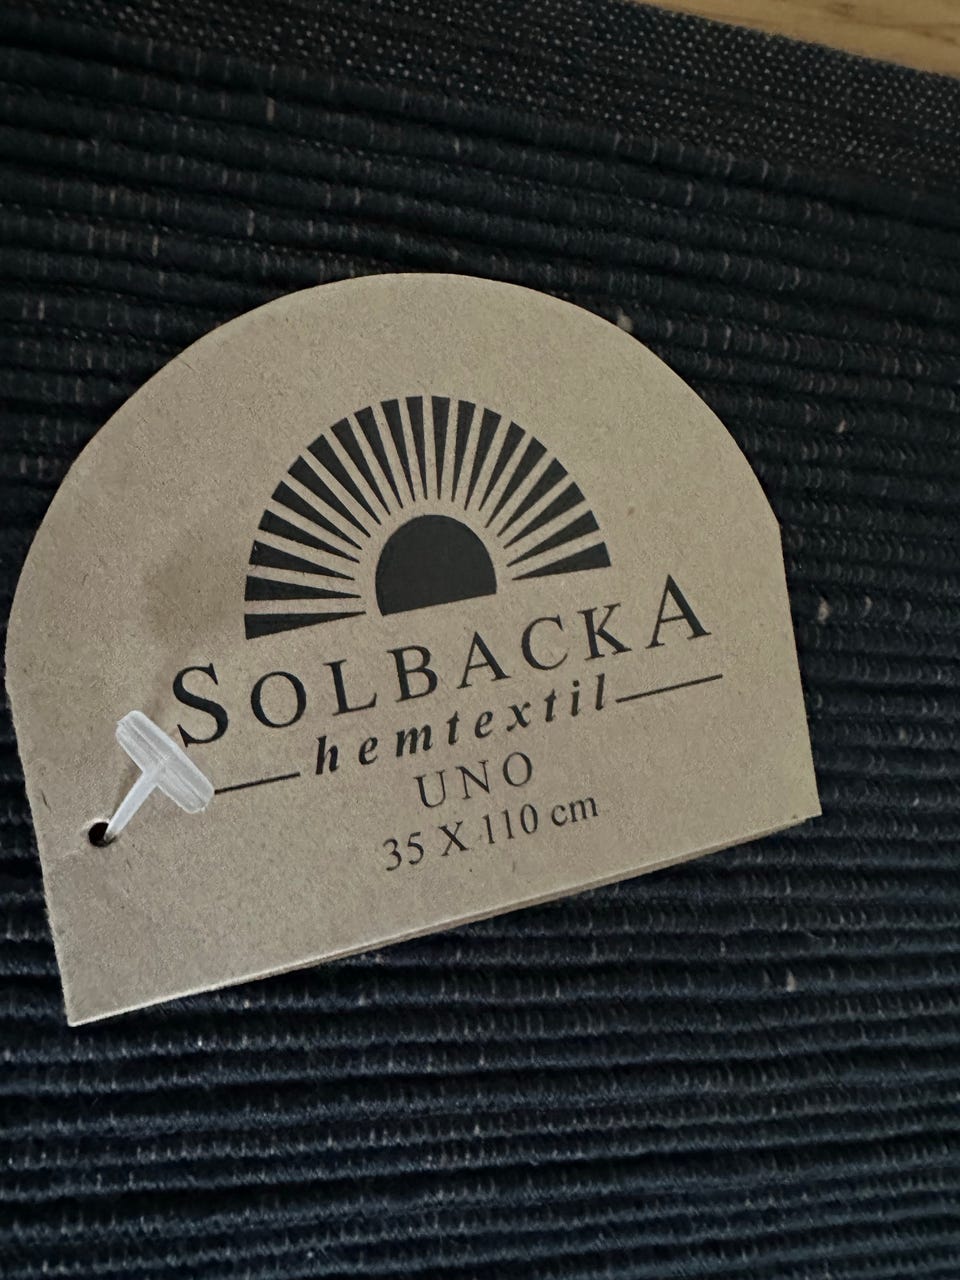 SOLBACKA
hemtextil
UNO
35 X 110 cm